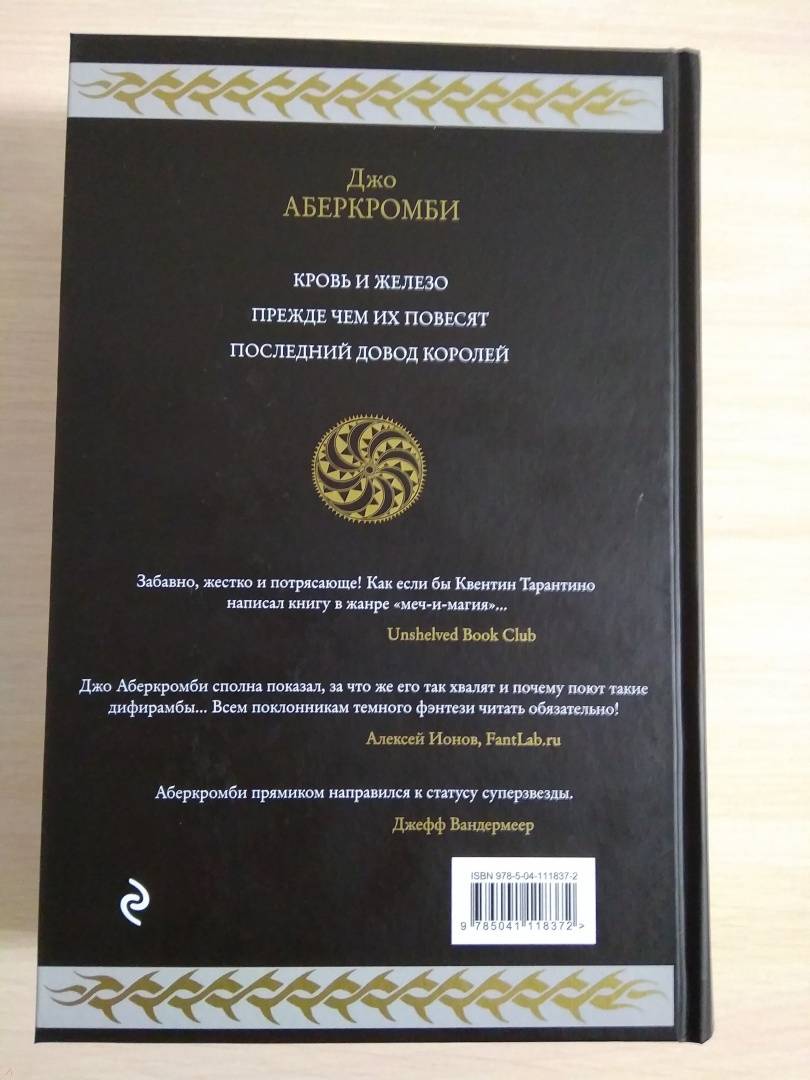 Джо
АБЕРКРОМБИ
КРОВЬ И ЖЕЛЕЗО
ПРЕЖДЕ ЧЕМ ИХ ПОВЕСЯТ
ПОСЛЕДНИЙ ДОВОД КОРОЛЕЙ
Забавно, жестко и потрясающе! Как если бы Квентин Тарантино
написал книгу в жанре «меч-и-магия»...
Unshelved Book Club
Джо Аберкромби сполна показал, за что же его так хвалят и почему поют такие
дифирамбы... Всем поклонникам темного фэнтези читать обязательно!
Алексей Ионов, FantLab.ru
Аберкромби прямиком направился к статусу суперзвезды.
Джефф Вандермеер
ISBN 978-5-04-111837-2
9 785041 118372 >